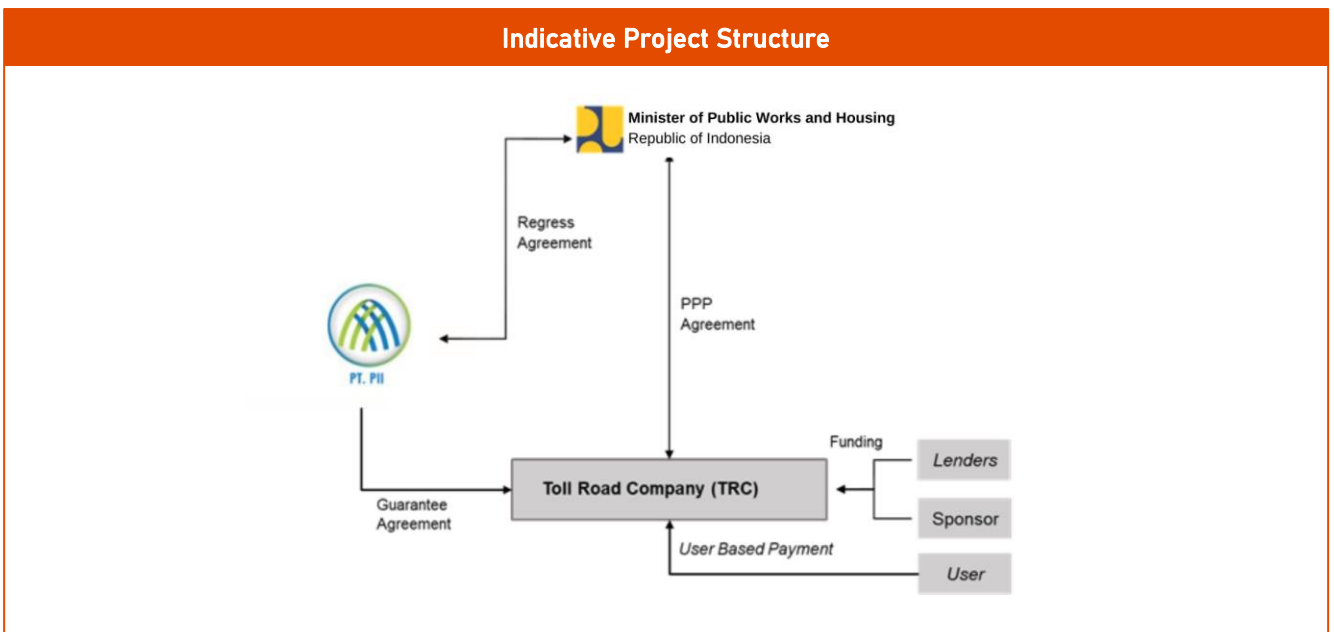 Indicative Project Structure
Minister of Public Works and Housing
Republic of Indonesia
Regress
Agreement
PPP
Agreement
PT. PII
Funding
Lenders
Toll Road Company (TRC)
Guarantee
Agreement
Sponsor
User Based Payment
User